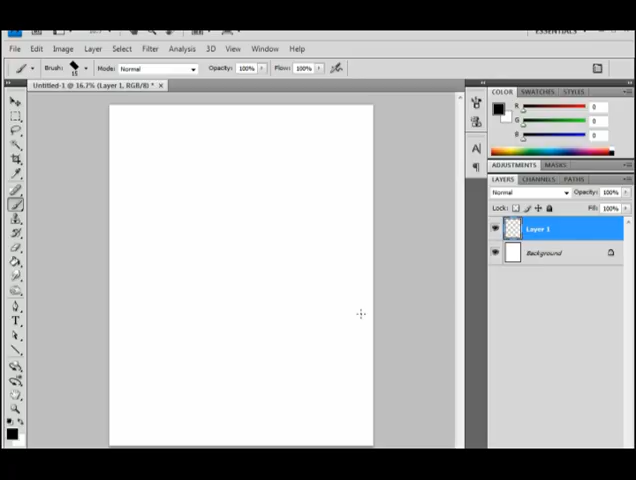 ESSENTIALS
File Edit Image Layer Select Filter Analysis 3D View Window Help
Brush: 15 Mode: Normal Opacity: 100% Flow: 100%
Untitled-1 @ 16.7% (Layer 1, RGB/8) * x
COLOR SWATCHES STYLES
R 0
G 0
B 0
A
ADJUSTMENTS MASKS
LAYERS CHANNELS PATHS
Normal Opacity: 100%
Lock: Fill: 100%
Layer 1
Background
T